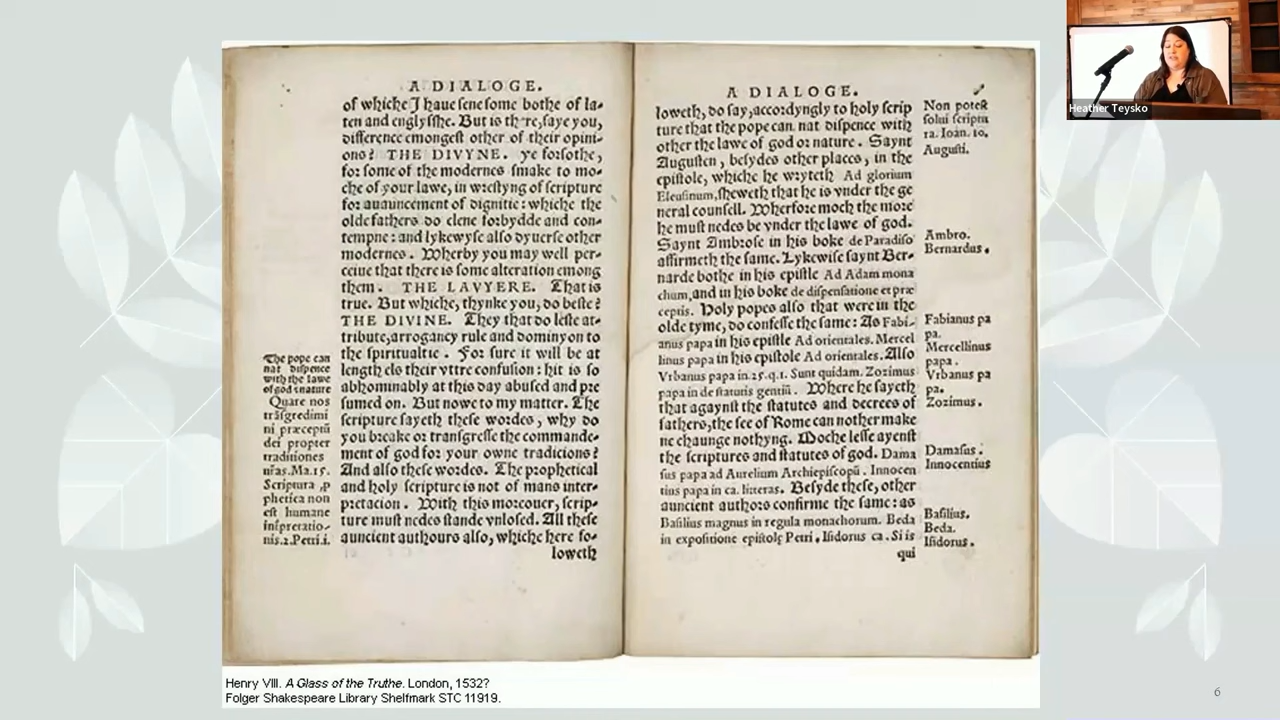 Heather Teysko
A DIALOGE.
of whiche I haue sene some bothe of la-
ten and englysshe. But is there, saye you,
difference emongest other of their opini-
ons? THE DIVYNE. ye forsothe,
for some of the modernes smake to mo-
che of your lawe, in wrestyng of scripture
for auauncement of dignitie: whiche the
olde fathers do clene forbydde and con-
tempne: and lykewyse also dyuerse other
modernes. Wherby you may well per-
ceiue that there is some alteration emong
them. THE LAVYERE. That is
true. But which, thynke you, do beste?
THE DIVINE. They that do leste at-
tribute, arrogancy rule and dominyon to
the spiritualtie. For sure it will be at
length els their vttre confusion: hit is so
abhominably at this day abused and pre
sumed on. But nowe to my matter. The
scripture sayeth these wordes, why do
you breake or transgresse the commande-
ment of god for your owne tradicions?
And also these wordes. The prophetical
and holy scripture is not of mans inter-
pretacion. With this moreouer, scrip-
ture must nedes stande vnlosed. All these
auncient authours also, whiche here fo-
loweth
The pope can
nat dispence
with the lawe
of god & nature
Quare nos
trāsgredimi
ni præceptū
dei propter
traditiones
nr̄as. Ma. 15.
Scriptura ,p
phetica non
est humane
īnſpretatio-
nis. 2. Petri. i.
A DIALOGE.
loweth, do say, accordyngly to holy scrip
ture that the pope can nat dispence with
other the lawe of god or nature. Saynt
Augusten, besydes other places, in the
epistole, whiche he wryteth Ad glorium
Eleusinum, sheweth that he is vnder the ge
neral counsell. Wherfore moch the more
he must nedes be vnder the lawe of god.
Saynt Ambrose in his boke de Paradiso
affirmeth the same. Lykewise saynt Ber-
narde bothe in his epistle Ad Adam mona
chum, and in his boke de dispensatione et præ
ceptis. Holy popes also that were in the
olde tyme, do confesse the same: As Fabi-
anus papa in his epistle Ad orientales. Mercel
linus papa in his epistole Ad orientales. Also
Vrbanus papa in. 25. q. 1. Sunt quidam. Zozimus
papa in de statutis gentiū. Where he sayeth
that agaynst the statutes and decrees of
fathers, the see of Rome can nother make
ne chaunge nothyng. Moche lesse ayenst
the scriptures and statutes of god. Dama
sus papa ad Aurelium Archiepiscopū. Innocen
tius papa in ca. litteras. Besyde these, other
auncient authors confirme the same: as
Basilius magnus in regula monachorum. Beda
in expositione epistolę Petri, Isidorus ca. Si is
qui
Non potest
solui scriptu
ra. Ioan. 10.
Augusti.
Ambro.
Bernardus.
Fabianus pa
pa.
Mercellinus
papa.
Vrbanus pa
pa.
Zozimus.
Damasus.
Innocentius
Basilius.
Beda.
Isidorus.
Henry VIII. A Glass of the Truthe. London, 1532?
Folger Shakespeare Library Shelfmark STC 11919.
6